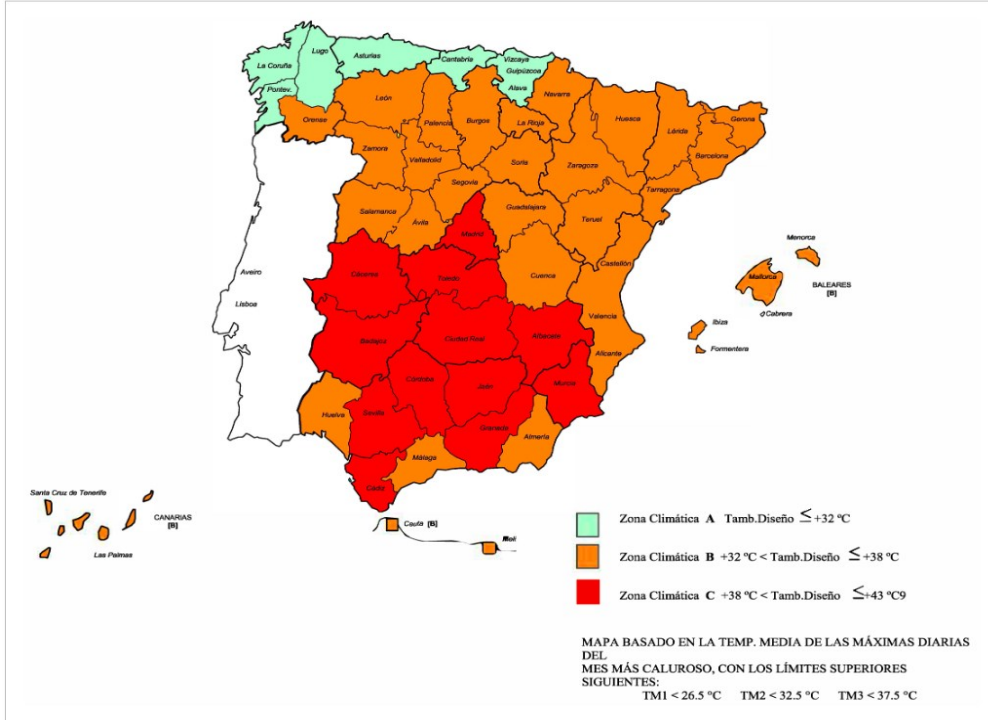 Lugo
Asturias
Cantabria
Vizcaya
La Coruña
Guipúzcoa
Pontev.
Alava
Navarra
León
Orense
Palencia
Burgos
La Rioja
Huesca
Lérida
Gerona
Zamora
Valladolid
Soria
Zaragoza
Barcelona
Segovia
Tarragona
Salamanca
Ávila
Guadalajara
Teruel
Madrid
Castellón
Menorca
Aveiro
Cáceres
Toledo
Cuenca
Mallorca
BALEARES
[B]
Lisboa
Valencia
Cabrera
Ibiza
Badajoz
Ciudad Real
Albacete
Formentera
Alicante
Córdoba
Jaén
Murcia
Huelva
Sevilla
Granada
Almería
Málaga
Cádiz
Santa Cruz de Tenerife
CANARIAS
[B]
Las Palmas
Ceuta [B]
Zona Climática A Tamb.Diseño ≤ +32 ºC
Zona Climática B +32 ºC < Tamb.Diseño ≤ +38 ºC
Zona Climática C +38 ºC < Tamb.Diseño ≤+43 ºC9
MAPA BASADO EN LA TEMP. MEDIA DE LAS MÁXIMAS DIARIAS
DEL
MES MÁS CALUROSO, CON LOS LÍMITES SUPERIORES
SIGUIENTES:
TM1 < 26.5 ºC TM2 < 32.5 ºC TM3 < 37.5 ºC